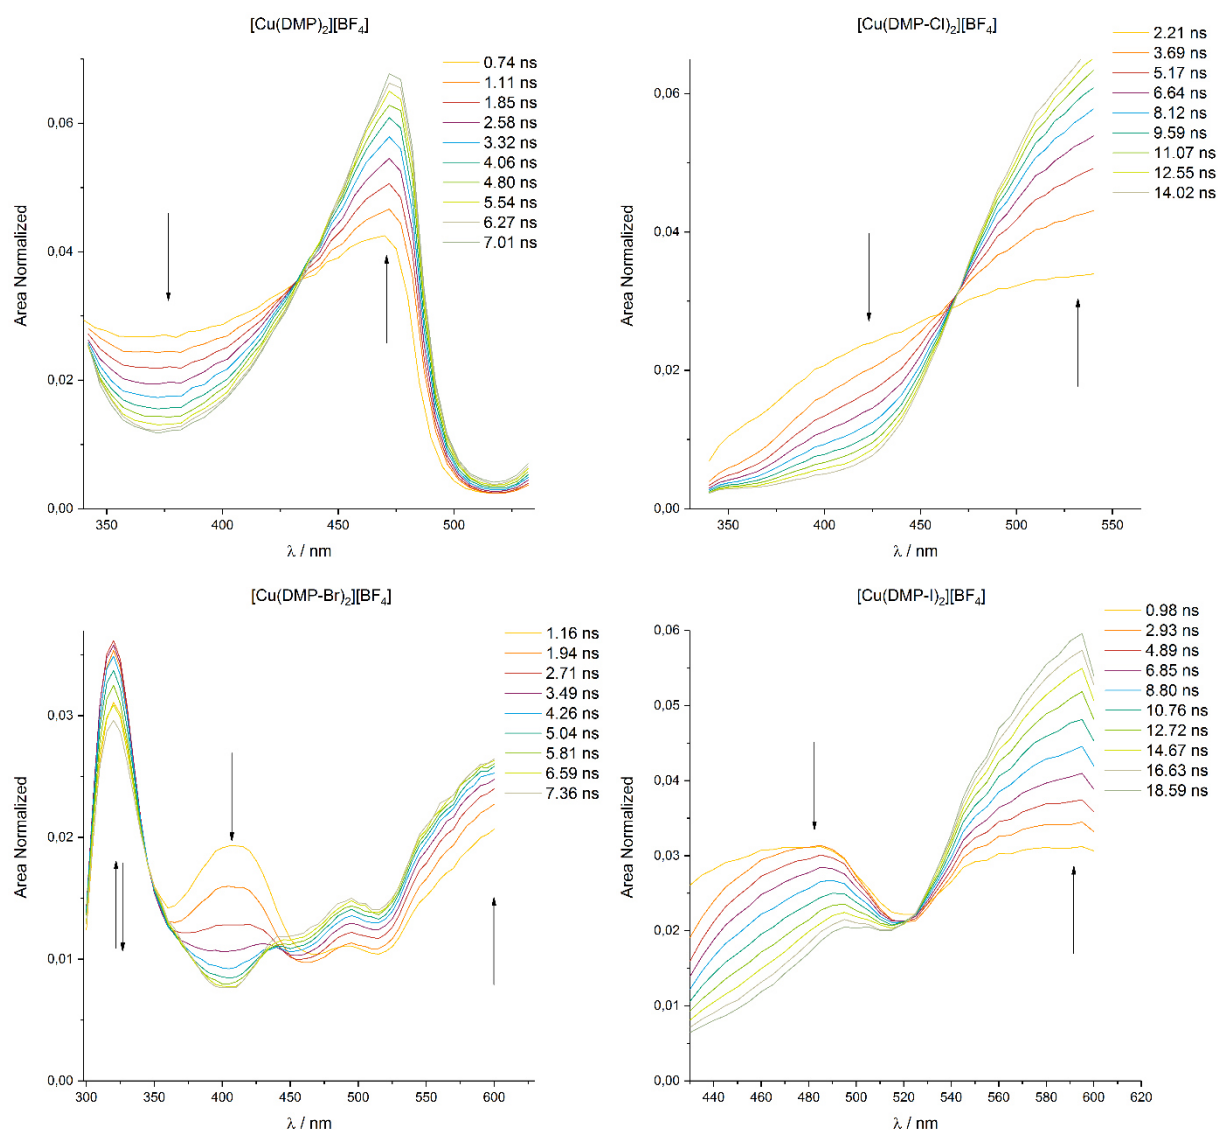 [Cu(DMP)₂][BF₄]
0.74 ns
1.11 ns
1.85 ns
2.58 ns
3.32 ns
4.06 ns
4.80 ns
5.54 ns
6.27 ns
7.01 ns
0,06
0,04
0,02
0,00
Area Normalized
350
400
450
500
λ / nm
[Cu(DMP-Cl)₂][BF₄]
2.21 ns
3.69 ns
5.17 ns
6.64 ns
8.12 ns
9.59 ns
11.07 ns
12.55 ns
14.02 ns
0,06
0,04
0,02
0,00
Area Normalized
350
400
450
500
550
λ / nm
[Cu(DMP-Br)₂][BF₄]
1.16 ns
1.94 ns
2.71 ns
3.49 ns
4.26 ns
5.04 ns
5.81 ns
6.59 ns
7.36 ns
0,03
0,02
0,01
0,00
Area Normalized
300
350
400
450
500
550
600
λ / nm
[Cu(DMP-I)₂][BF₄]
0.98 ns
2.93 ns
4.89 ns
6.85 ns
8.80 ns
10.76 ns
12.72 ns
14.67 ns
16.63 ns
18.59 ns
0,06
0,05
0,04
0,03
0,02
0,01
0,00
Area Normalized
440
460
480
500
520
540
560
580
600
620
λ / nm